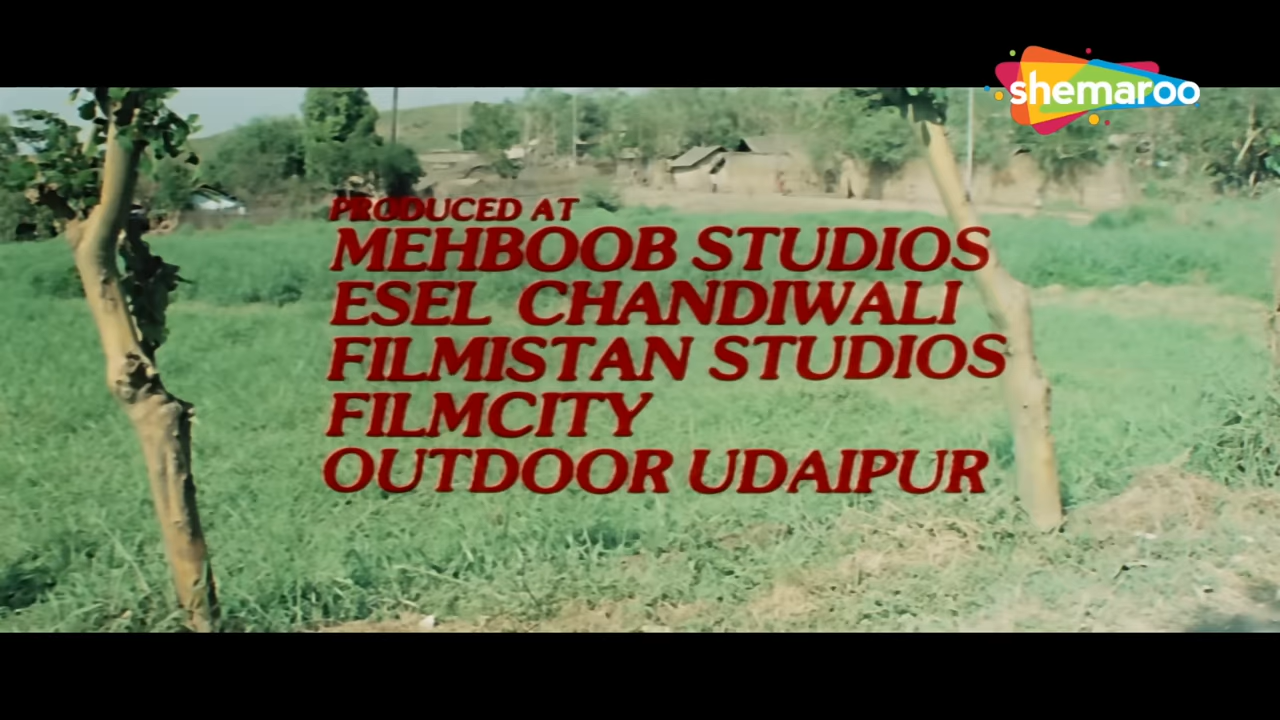 shemaroo
PRODUCED AT
MEHBOOB STUDIOS
ESEL CHANDIWALI
FILMISTAN STUDIOS
FILMCITY
OUTDOOR UDAIPUR